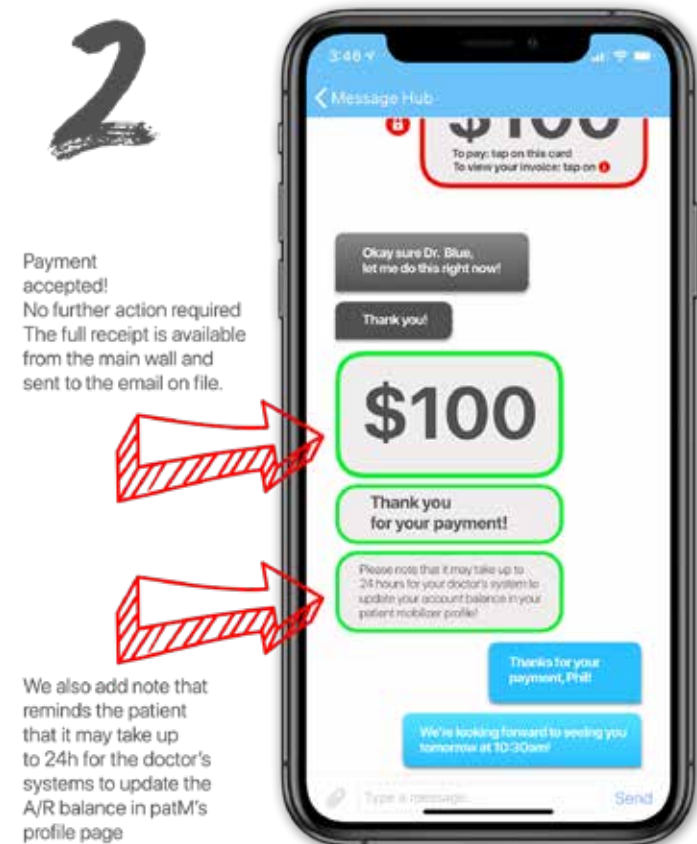 2
Payment
accepted!
No further action required
The full receipt is available
from the main wall and
sent to the email on file.
We also add note that
reminds the patient
that it may take up
to 24h for the doctor's
systems to update the
A/R balance in patM's
profile page
3:46
Message Hub
$100
To pay: tap on this card
To view your invoice: tap on
Okay sure Dr. Blue,
let me do this right now!
Thank you!
$100
Thank you
for your payment!
Please note that it may take up to
24 hours for your doctor's system to
update your account balance in your
patient mobilizer profile!
Thanks for your
payment, Phil!
We're looking forward to seeing you
tomorrow at 10:30am!
Type a message...
Send